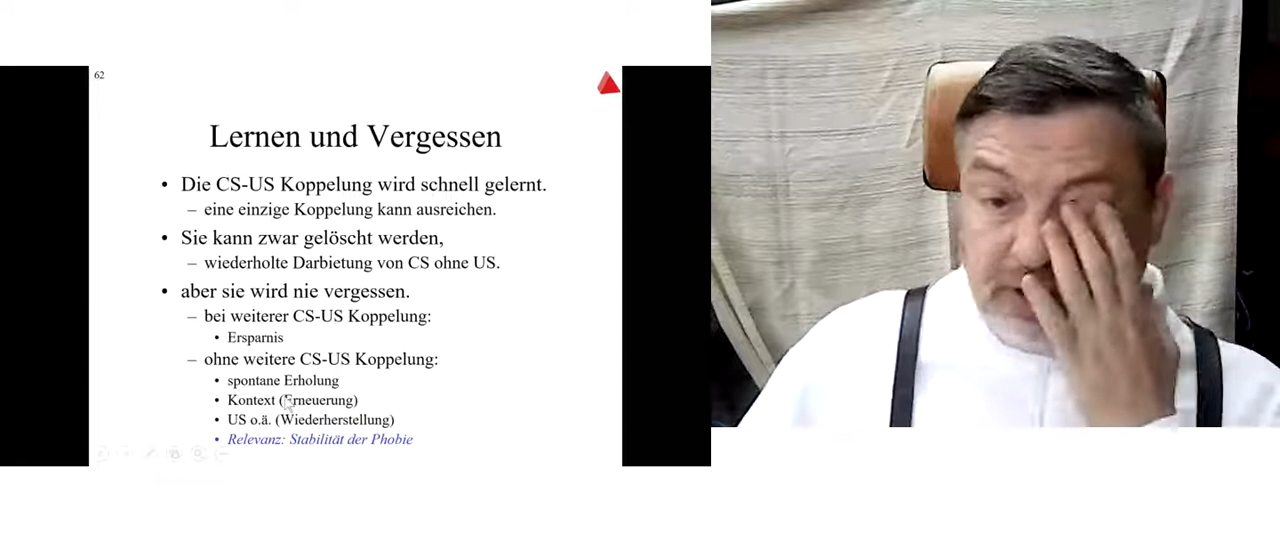 62
Lernen und Vergessen
• Die CS-US Koppelung wird schnell gelernt.
– eine einzige Koppelung kann ausreichen.
• Sie kann zwar gelöscht werden,
– wiederholte Darbietung von CS ohne US.
• aber sie wird nie vergessen.
– bei weiterer CS-US Koppelung:
• Ersparnis
– ohne weitere CS-US Koppelung:
• spontane Erholung
• Kontext (Erneuerung)
• US o.ä. (Wiederherstellung)
• Relevanz: Stabilität der Phobie